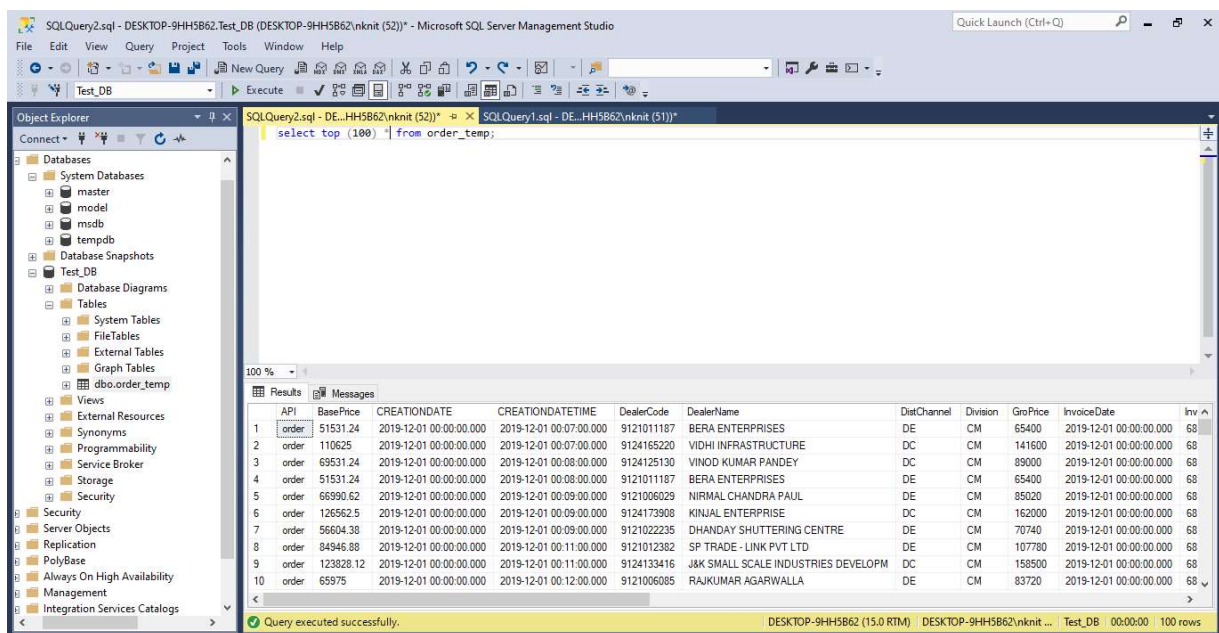 SQLQuery2.sql - DESKTOP-9HH5B62.Test_DB (DESKTOP-9HH5B62\nknit (52))* - Microsoft SQL Server Management Studio
Quick Launch (Ctrl+Q)
File Edit View Query Project Tools Window Help
New Query
Test_DB Execute
Object Explorer
Connect
Databases
System Databases
master
model
msdb
tempdb
Database Snapshots
Test_DB
Database Diagrams
Tables
System Tables
FileTables
External Tables
Graph Tables
dbo.order_temp
Views
External Resources
Synonyms
Programmability
Service Broker
Storage
Security
Security
Server Objects
Replication
PolyBase
Always On High Availability
Management
Integration Services Catalogs
SQLQuery2.sql - DE...HH5B62\nknit (52))* SQLQuery1.sql - DE...HH5B62\nknit (51))*
select top (100) * from order_temp;
100 %
Results Messages
API BasePrice CREATIONDATE CREATIONDATETIME DealerCode DealerName DistChannel Division GroPrice InvoiceDate Inv
1 order 51531.24 2019-12-01 00:00:00.000 2019-12-01 00:07:00.000 9121011187 BERA ENTERPRISES DE CM 65400 2019-12-01 00:00:00.000 68
2 order 110625 2019-12-01 00:00:00.000 2019-12-01 00:07:00.000 9124165220 VIDHI INFRASTRUCTURE DC CM 141600 2019-12-01 00:00:00.000 68
3 order 69531.24 2019-12-01 00:00:00.000 2019-12-01 00:08:00.000 9124125130 VINOD KUMAR PANDEY DC CM 89000 2019-12-01 00:00:00.000 68
4 order 51531.24 2019-12-01 00:00:00.000 2019-12-01 00:08:00.000 9121011187 BERA ENTERPRISES DE CM 65400 2019-12-01 00:00:00.000 68
5 order 66990.62 2019-12-01 00:00:00.000 2019-12-01 00:09:00.000 9121006029 NIRMAL CHANDRA PAUL DE CM 85020 2019-12-01 00:00:00.000 68
6 order 126562.5 2019-12-01 00:00:00.000 2019-12-01 00:09:00.000 9124173908 KINJAL ENTERPRISE DC CM 162000 2019-12-01 00:00:00.000 68
7 order 56604.38 2019-12-01 00:00:00.000 2019-12-01 00:09:00.000 9121022235 DHANDAY SHUTTERING CENTRE DE CM 70740 2019-12-01 00:00:00.000 68
8 order 84946.88 2019-12-01 00:00:00.000 2019-12-01 00:11:00.000 9121012382 SP TRADE - LINK PVT LTD DE CM 107780 2019-12-01 00:00:00.000 68
9 order 123828.12 2019-12-01 00:00:00.000 2019-12-01 00:11:00.000 9124133416 J&K SMALL SCALE INDUSTRIES DEVELOPM DC CM 158500 2019-12-01 00:00:00.000 68
10 order 65975 2019-12-01 00:00:00.000 2019-12-01 00:12:00.000 9121006085 RAJKUMAR AGARWALLA DE CM 83720 2019-12-01 00:00:00.000 68
Query executed successfully. DESKTOP-9HH5B62 (15.0 RTM) DESKTOP-9HH5B62\nknit ... Test_DB 00:00:00 100 rows